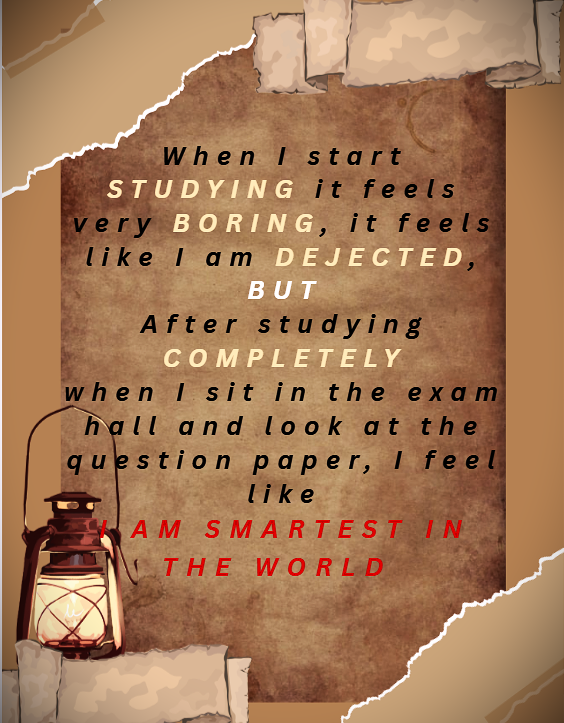 When I start
STUDYING it feels
very BORING, it feels
like I am DEJECTED,
BUT
After studying
COMPLETELY
when I sit in the exam
hall and look at the
question paper, I feel
like
I AM SMARTEST IN
THE WORLD